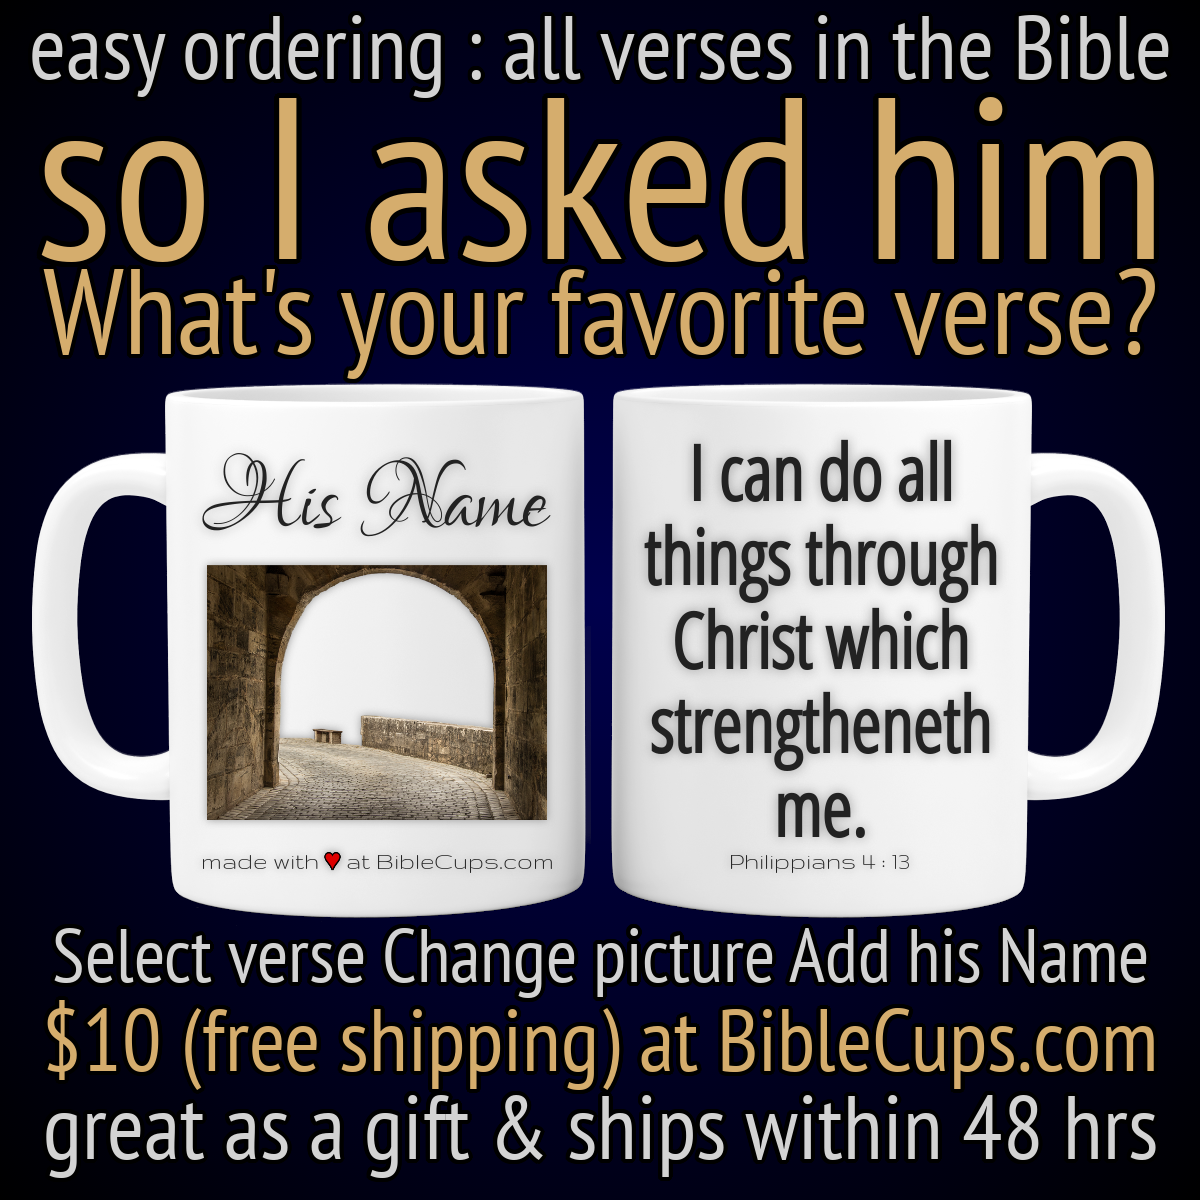 easy ordering : all verses in the Bible
so I asked him
What's your favorite verse?
His Name
made with ♥ at BibleCups.com
I can do all
things through
Christ which
strengtheneth
me.
Philippians 4 : 13
Select verse Change picture Add his Name
$10 (free shipping) at BibleCups.com
great as a gift & ships within 48 hrs